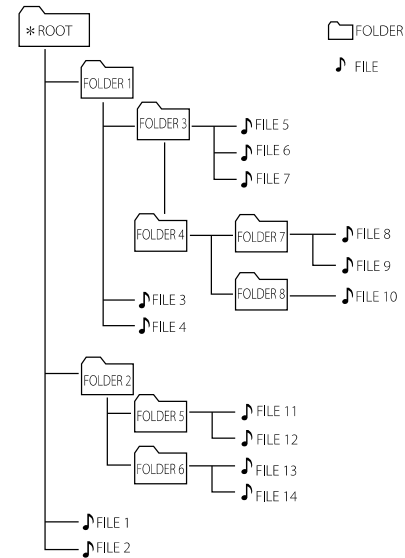 *ROOT
FOLDER
FILE
FOLDER 1
FOLDER 3
FILE 5
FILE 6
FILE 7
FOLDER 4
FOLDER 7
FILE 8
FILE 9
FOLDER 8
FILE 10
FILE 3
FILE 4
FOLDER 2
FOLDER 5
FILE 11
FILE 12
FOLDER 6
FILE 13
FILE 14
FILE 1
FILE 2